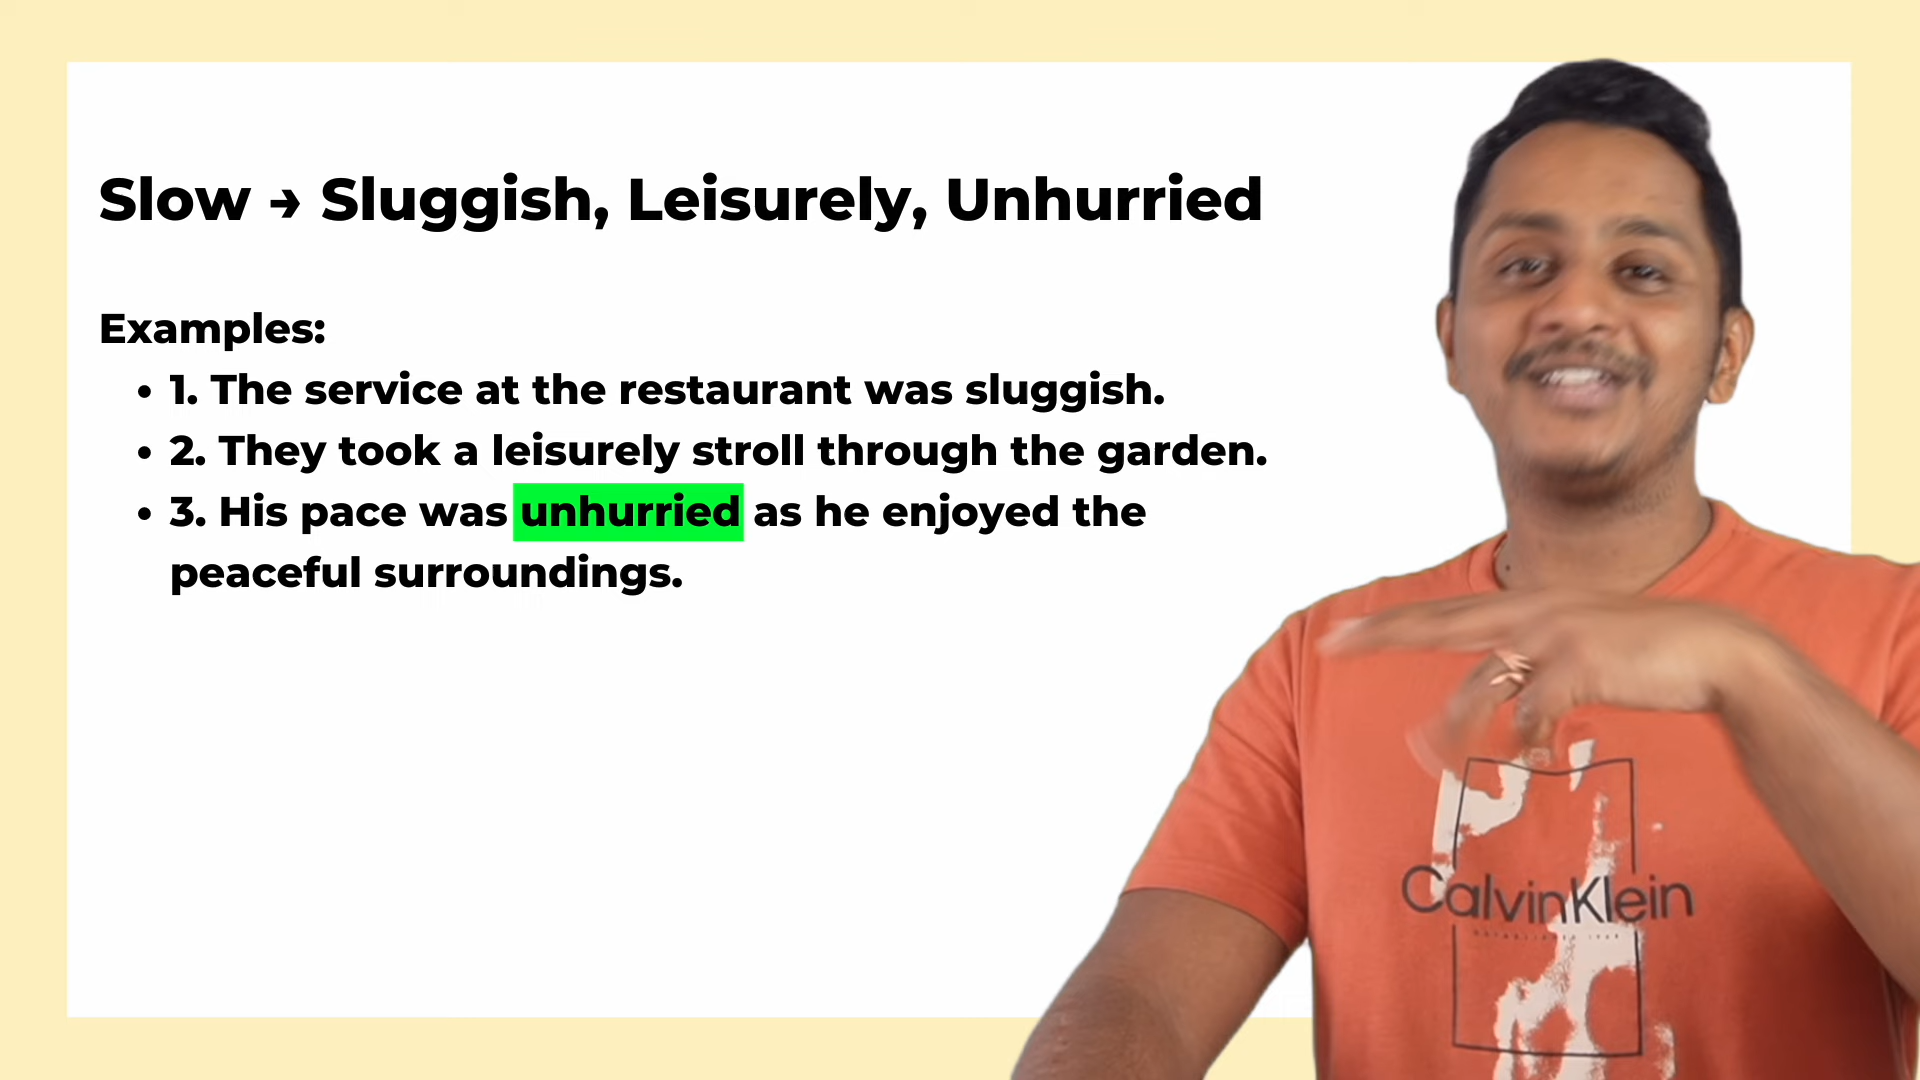 Slow → Sluggish, Leisurely, Unhurried
Examples:
• 1. The service at the restaurant was sluggish.
• 2. They took a leisurely stroll through the garden.
• 3. His pace was unhurried as he enjoyed the
peaceful surroundings.
CalvinKlein